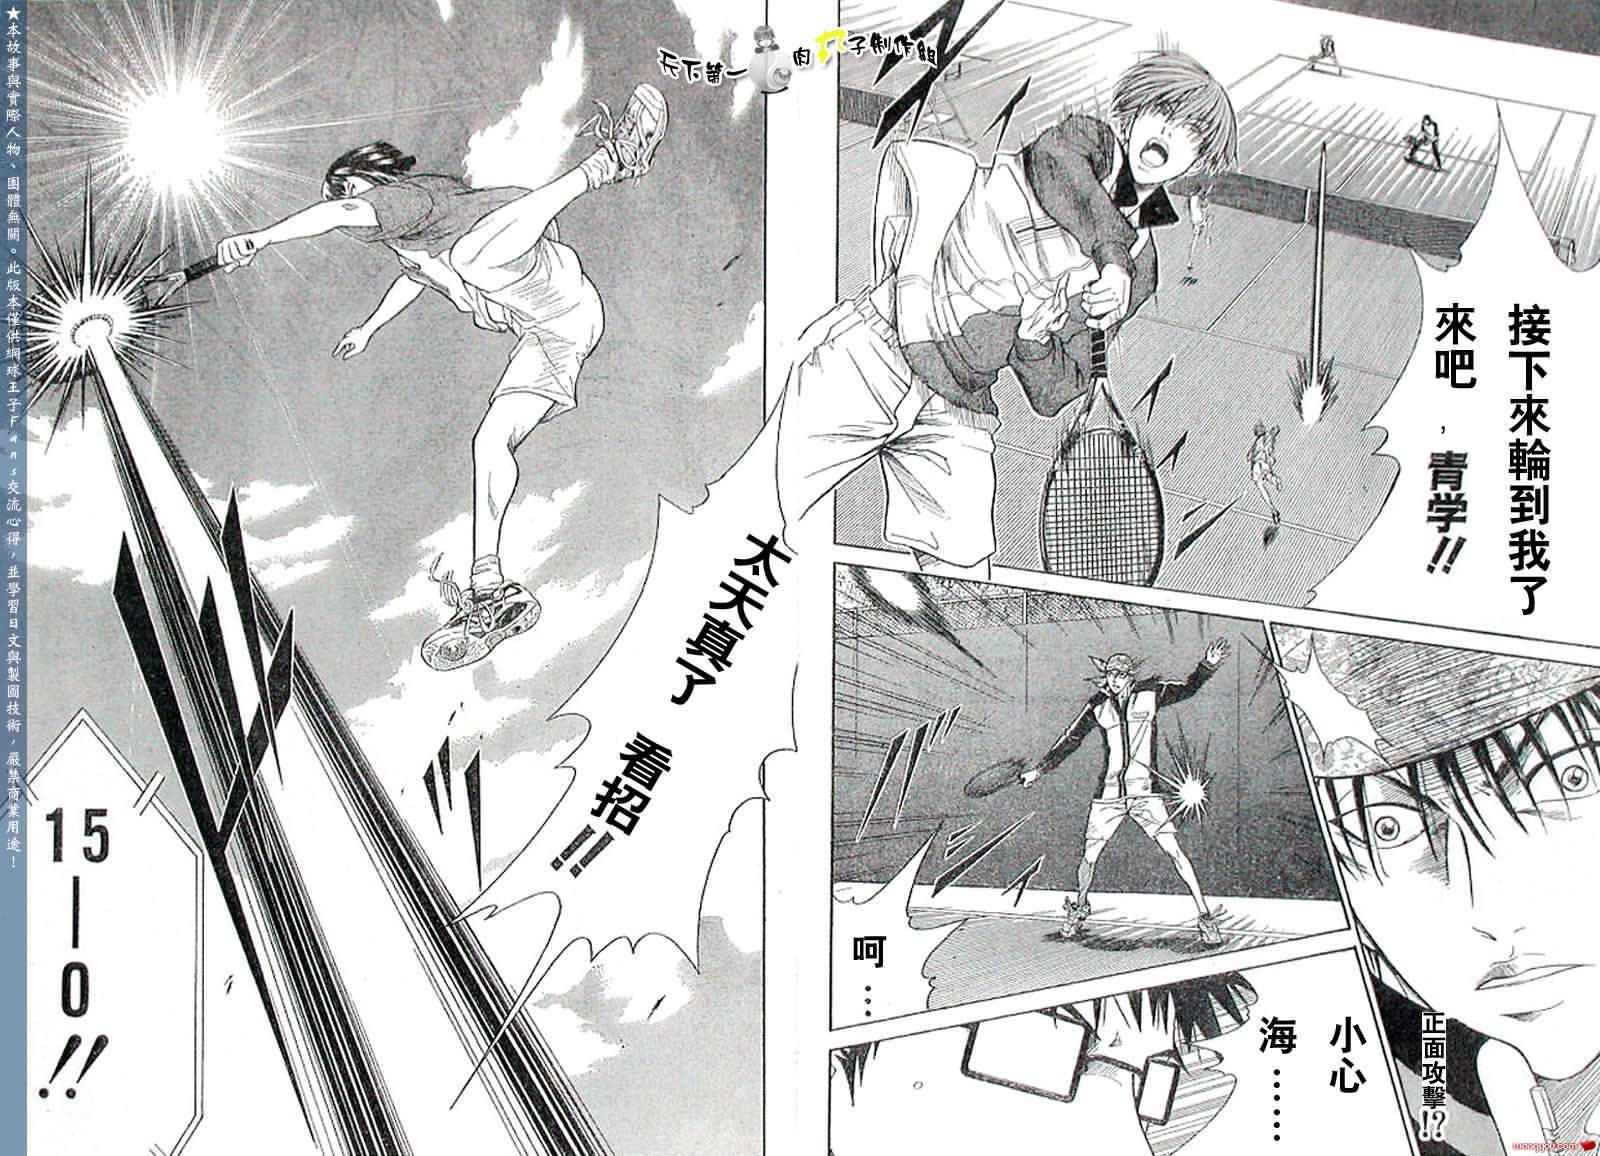 天下第一 肉丸子制作組
接下來輪到我了
來吧，青学!!
正面攻擊!?
小心
海……
呵…
太天真了
看招!!
15—0!!
★本故事與實際人物、團體無關。此版本僅供網球王子Fans交流心得，並學習日文與製圖技術，嚴禁商業用途！